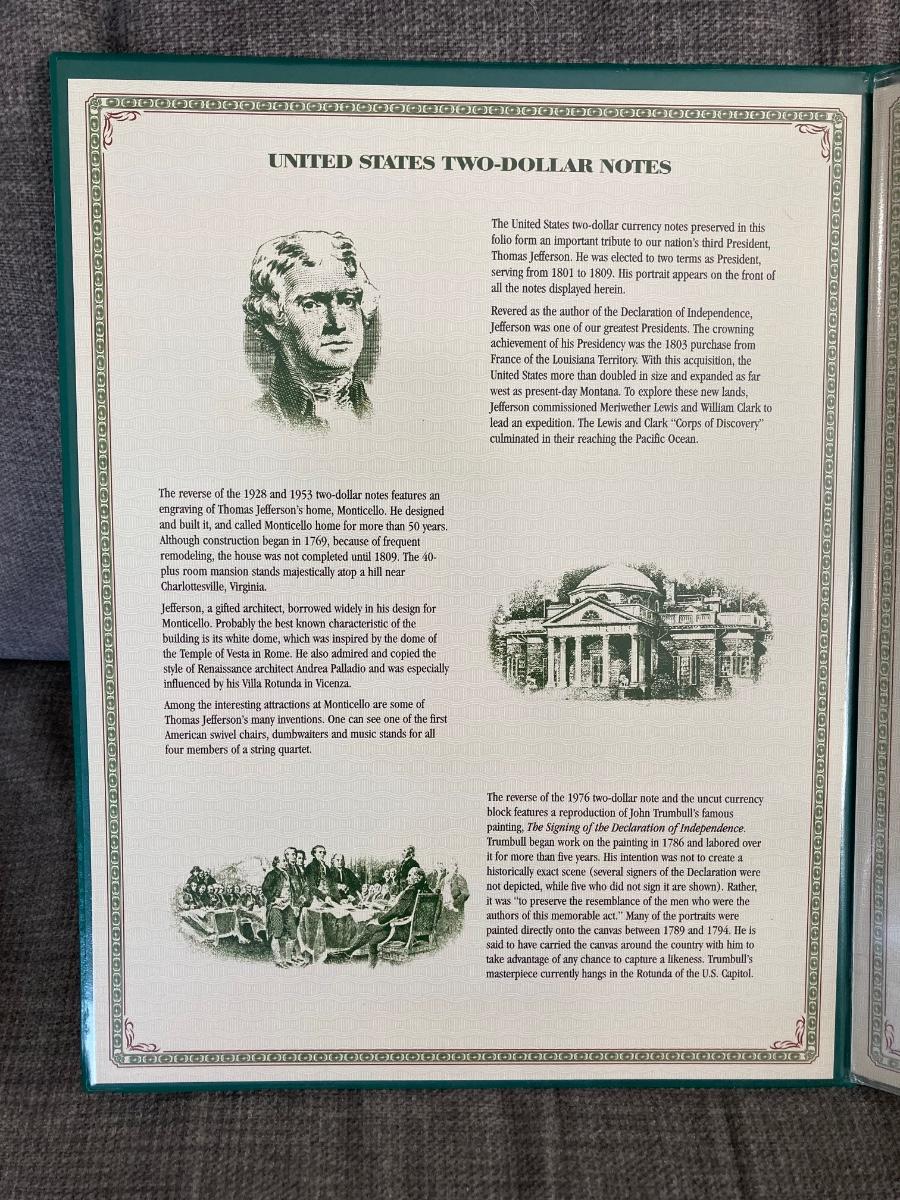 UNITED STATES TWO-DOLLAR NOTES
The United States two-dollar currency notes preserved in this
folio form an important tribute to our nation's third President,
Thomas Jefferson. He was elected to two terms as President,
serving from 1801 to 1809. His portrait appears on the front of
all the notes displayed herein.
Revered as the author of the Declaration of Independence,
Jefferson was one of our greatest Presidents. The crowning
achievement of his Presidency was the 1803 purchase from
France of the Louisiana Territory. With this acquisition, the
United States more than doubled in size and expanded as far
west as present-day Montana. To explore these new lands,
Jefferson commissioned Meriwether Lewis and William Clark to
lead an expedition. The Lewis and Clark "Corps of Discovery"
culminated in their reaching the Pacific Ocean.
The reverse of the 1928 and 1953 two-dollar notes features an
engraving of Thomas Jefferson's home, Monticello. He designed
and built it, and called Monticello home for more than 50 years.
Although construction began in 1769, because of frequent
remodeling, the house was not completed until 1809. The 40-
plus room mansion stands majestically atop a hill near
Charlottesville, Virginia.
Jefferson, a gifted architect, borrowed widely in his design for
Monticello. Probably the best known characteristic of the
building is its white dome, which was inspired by the dome of
the Temple of Vesta in Rome. He also admired and copied the
style of Renaissance architect Andrea Palladio and was especially
influenced by his Villa Rotunda in Vicenza.
Among the interesting attractions at Monticello are some of
Thomas Jefferson's many inventions. One can see one of the first
American swivel chairs, dumbwaiters and music stands for all
four members of a string quartet.
The reverse of the 1976 two-dollar note and the uncut currency
block features a reproduction of John Trumbull's famous
painting, The Signing of the Declaration of Independence.
Trumbull began work on the painting in 1786 and labored over
it for more than five years. His intention was not to create a
historically exact scene (several signers of the Declaration were
not depicted, while five who did not sign it are shown). Rather,
it was "to preserve the resemblance of the men who were the
authors of this memorable act." Many of the portraits were
painted directly onto the canvas between 1789 and 1794. He is
said to have carried the canvas around the country with him to
take advantage of any chance to capture a likeness. Trumbull's
masterpiece currently hangs in the Rotunda of the U.S. Capitol.